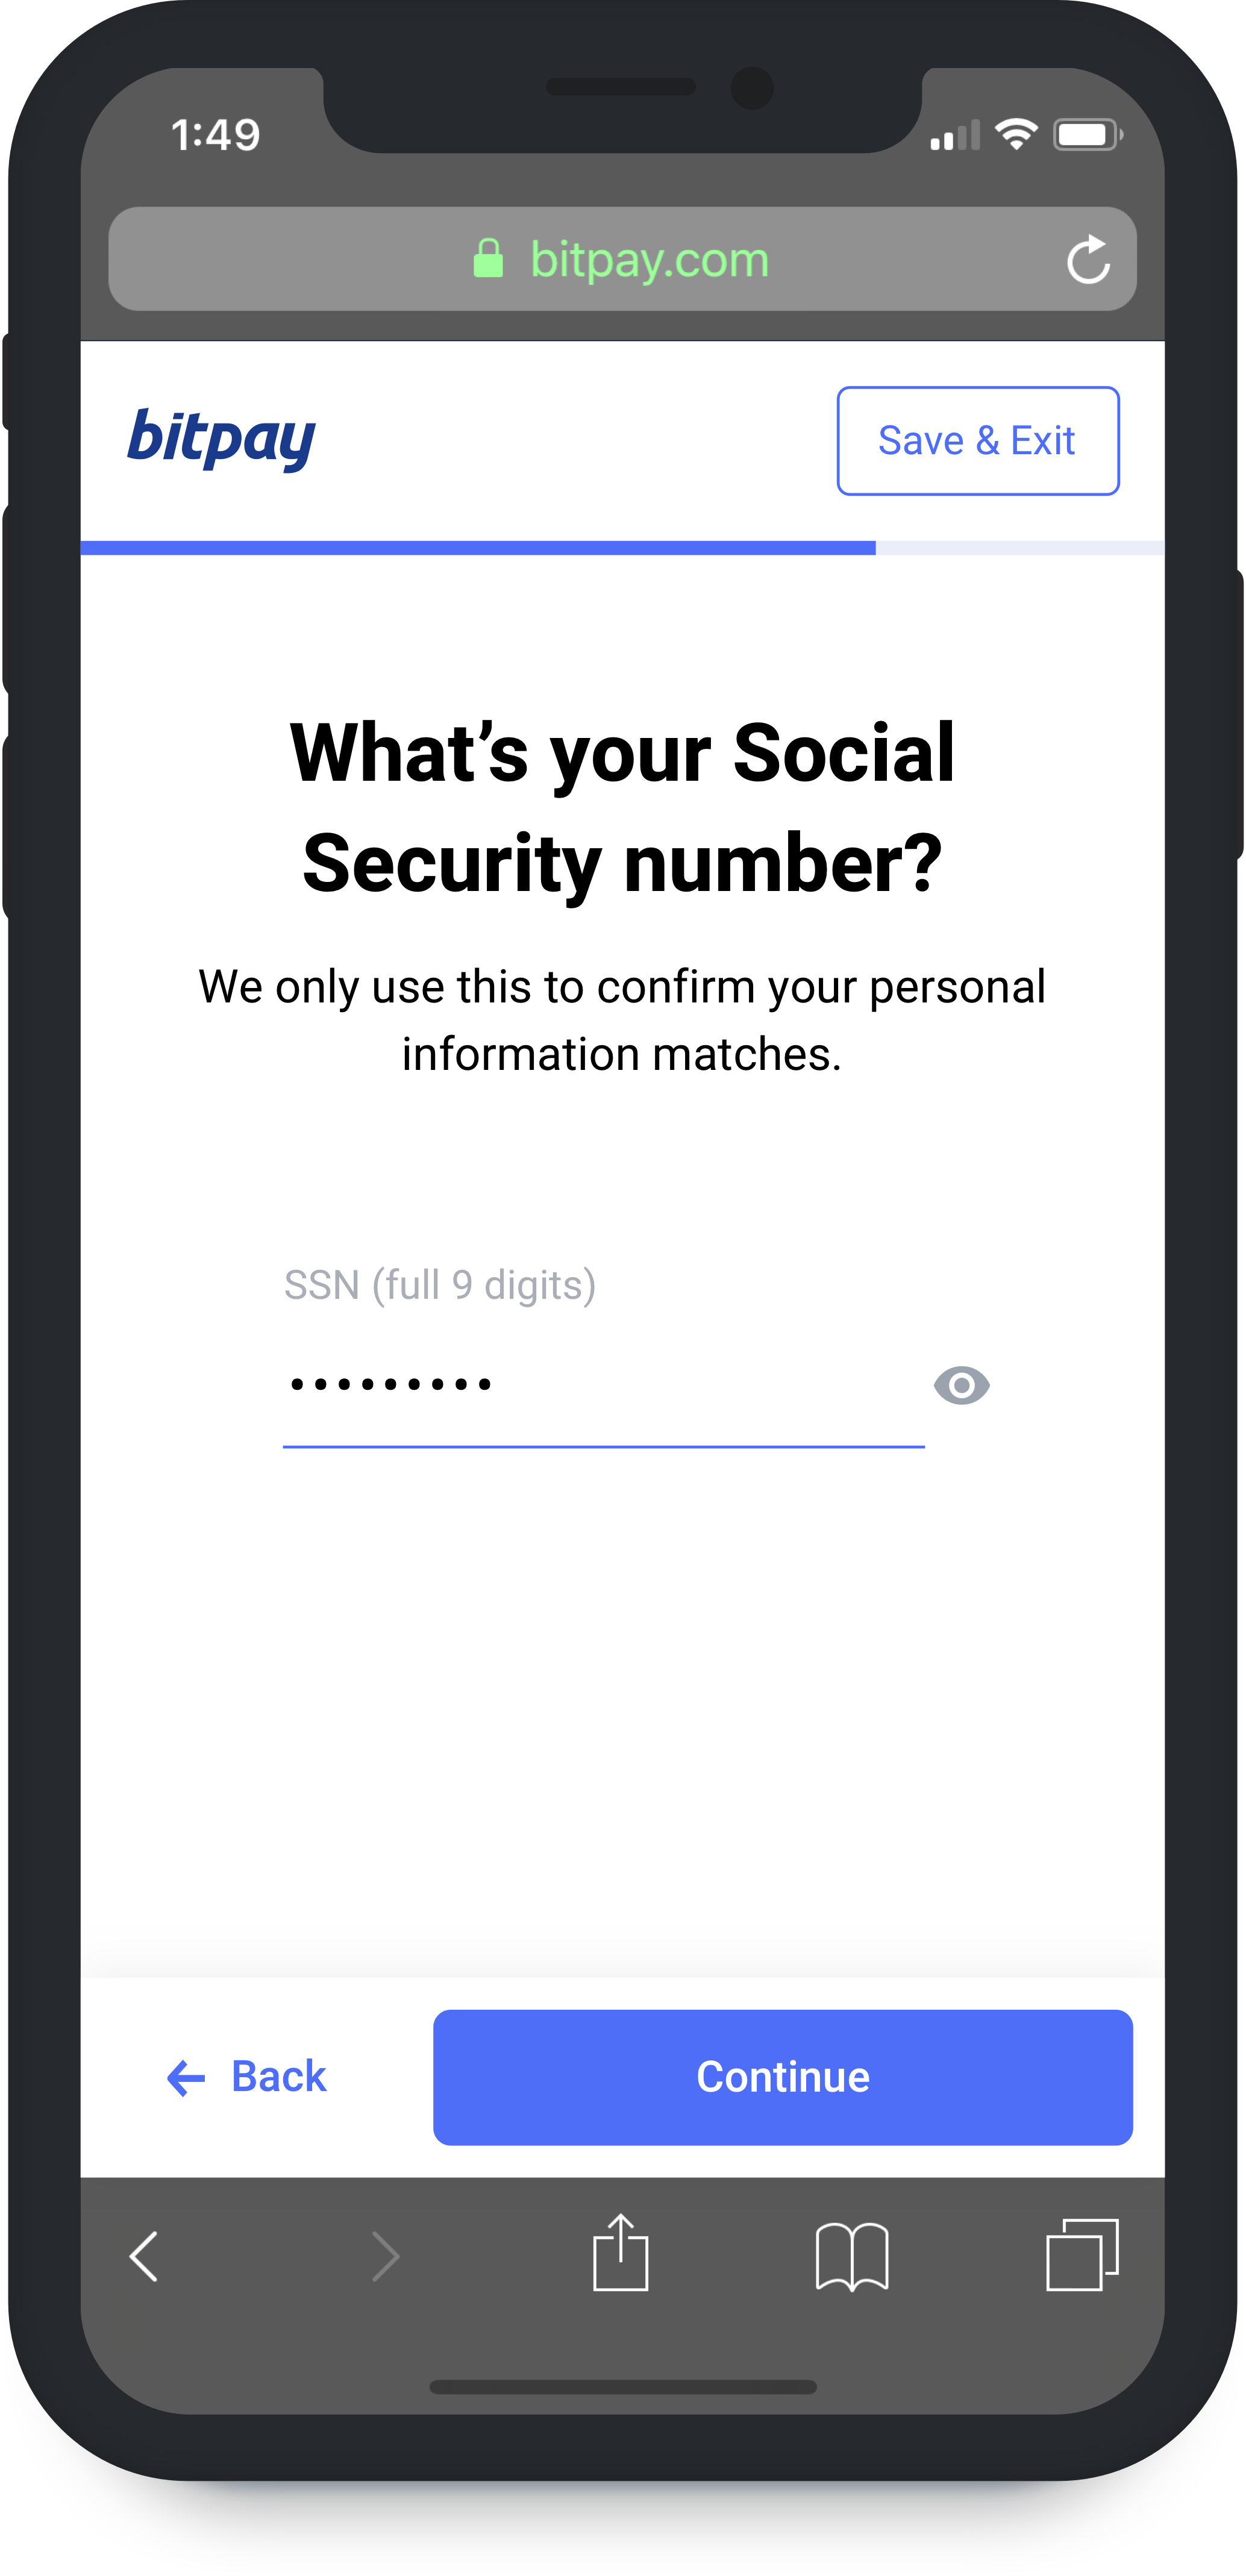 1:49
bitpay.com
bitpay
Save & Exit
What’s your Social
Security number?
We only use this to confirm your personal
information matches.
SSN (full 9 digits)
•••••••••
Back
Continue